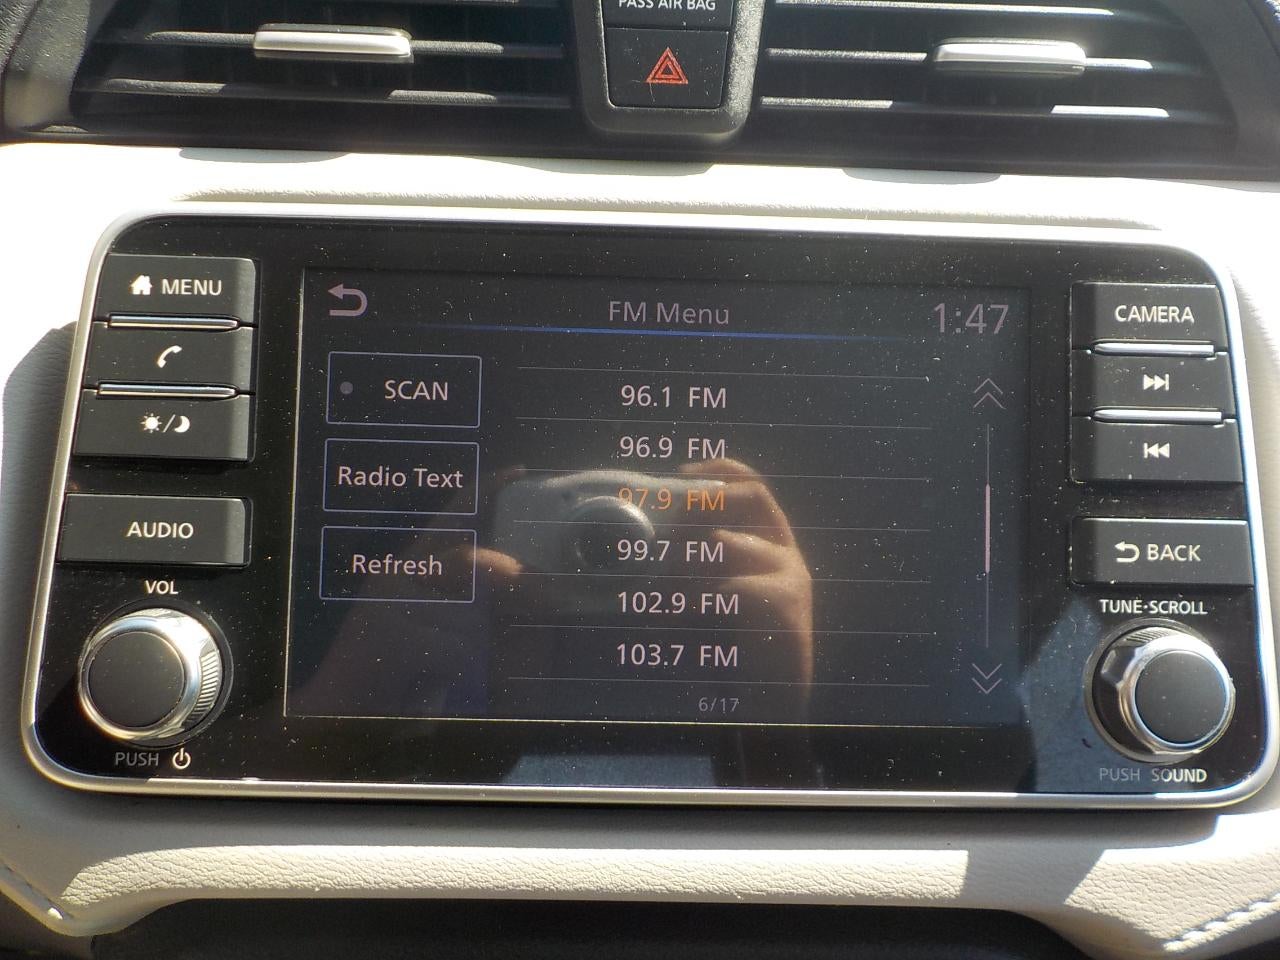 PASS AIR BAG
MENU
FM Menu
1:47
CAMERA
SCAN
96.1 FM
96.9 FM
Radio Text
97.9 FM
AUDIO
Refresh
99.7 FM
BACK
VOL
102.9 FM
TUNE·SCROLL
103.7 FM
6/17
PUSH
PUSH SOUND